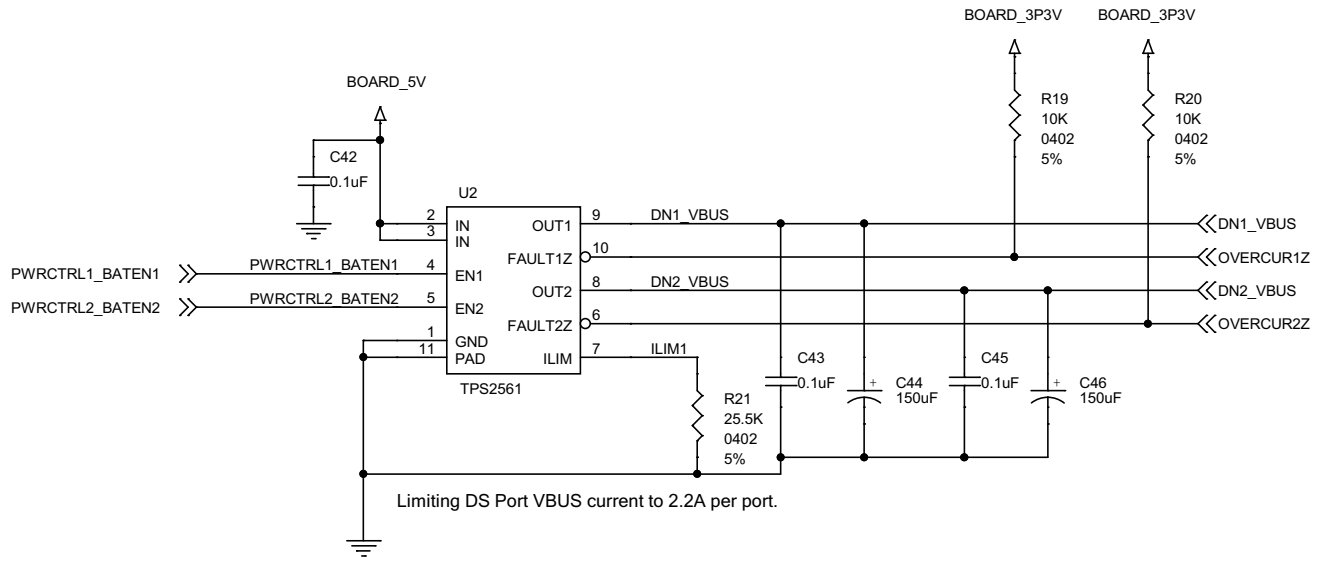 BOARD_3P3V BOARD_3P3V
BOARD_5V
R19
10K
0402
5%
R20
10K
0402
5%
C42
0.1uF
U2
2 IN
3 IN
4 EN1
5 EN2
1 GND
11 PAD
OUT1 9
FAULT1Z 10
OUT2 8
FAULT2Z 6
ILIM 7
TPS2561
PWRCTRL1_BATEN1 PWRCTRL1_BATEN1
PWRCTRL2_BATEN2 PWRCTRL2_BATEN2
DN1_VBUS DN1_VBUS
OVERCUR1Z
DN2_VBUS DN2_VBUS
OVERCUR2Z
ILIM1
R21
25.5K
0402
5%
C43
0.1uF
+
C44
150uF
C45
0.1uF
+
C46
150uF
Limiting DS Port VBUS current to 2.2A per port.